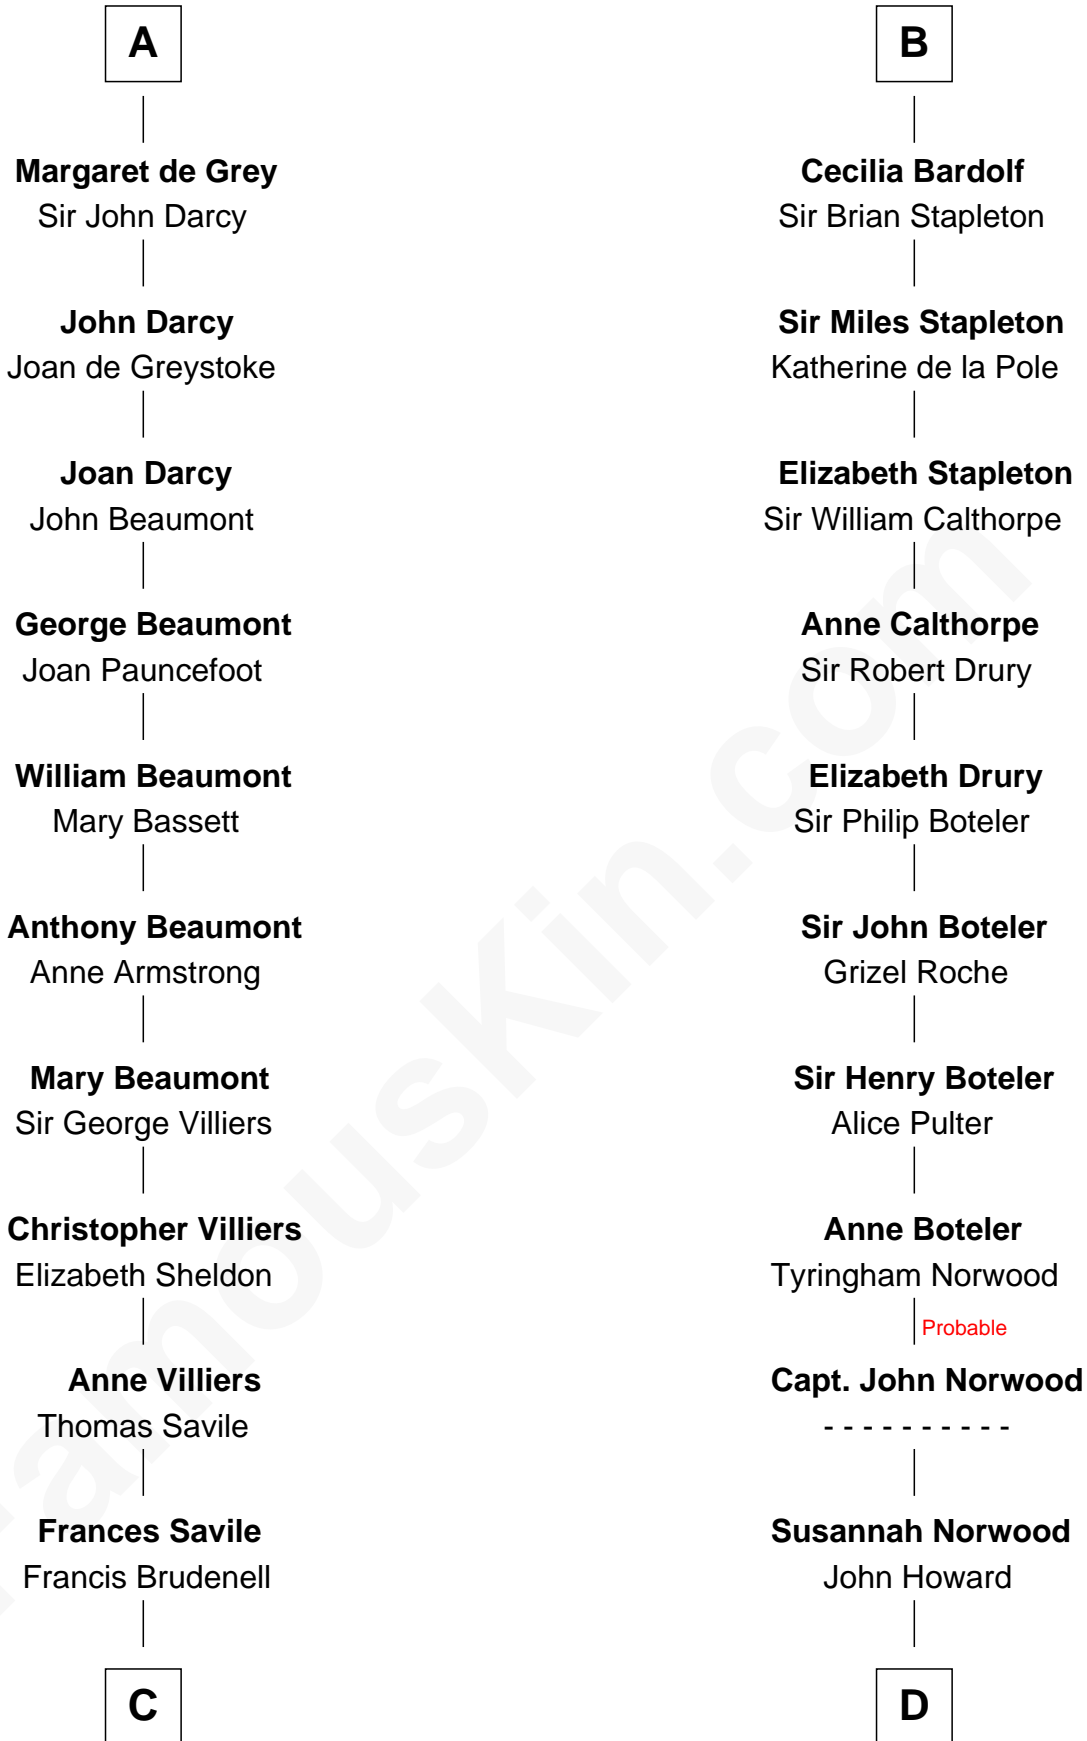 A
Margaret de Grey
Sir John Darcy
John Darcy
Joan de Greystoke
Joan Darcy
John Beaumont
George Beaumont
Joan Pauncefoot
William Beaumont
Mary Bassett
Anthony Beaumont
Anne Armstrong
Mary Beaumont
Sir George Villiers
Christopher Villiers
Elizabeth Sheldon
Anne Villiers
Thomas Savile
Frances Savile
Francis Brudenell
C
B
Cecilia Bardolf
Sir Brian Stapleton
Sir Miles Stapleton
Katherine de la Pole
Elizabeth Stapleton
Sir William Calthorpe
Anne Calthorpe
Sir Robert Drury
Elizabeth Drury
Sir Philip Boteler
Sir John Boteler
Grizel Roche
Sir Henry Boteler
Alice Pulter
Anne Boteler
Tyringham Norwood
Probable
Capt. John Norwood
- - - - - - - - - -
Susannah Norwood
John Howard
D
FamousKin.com